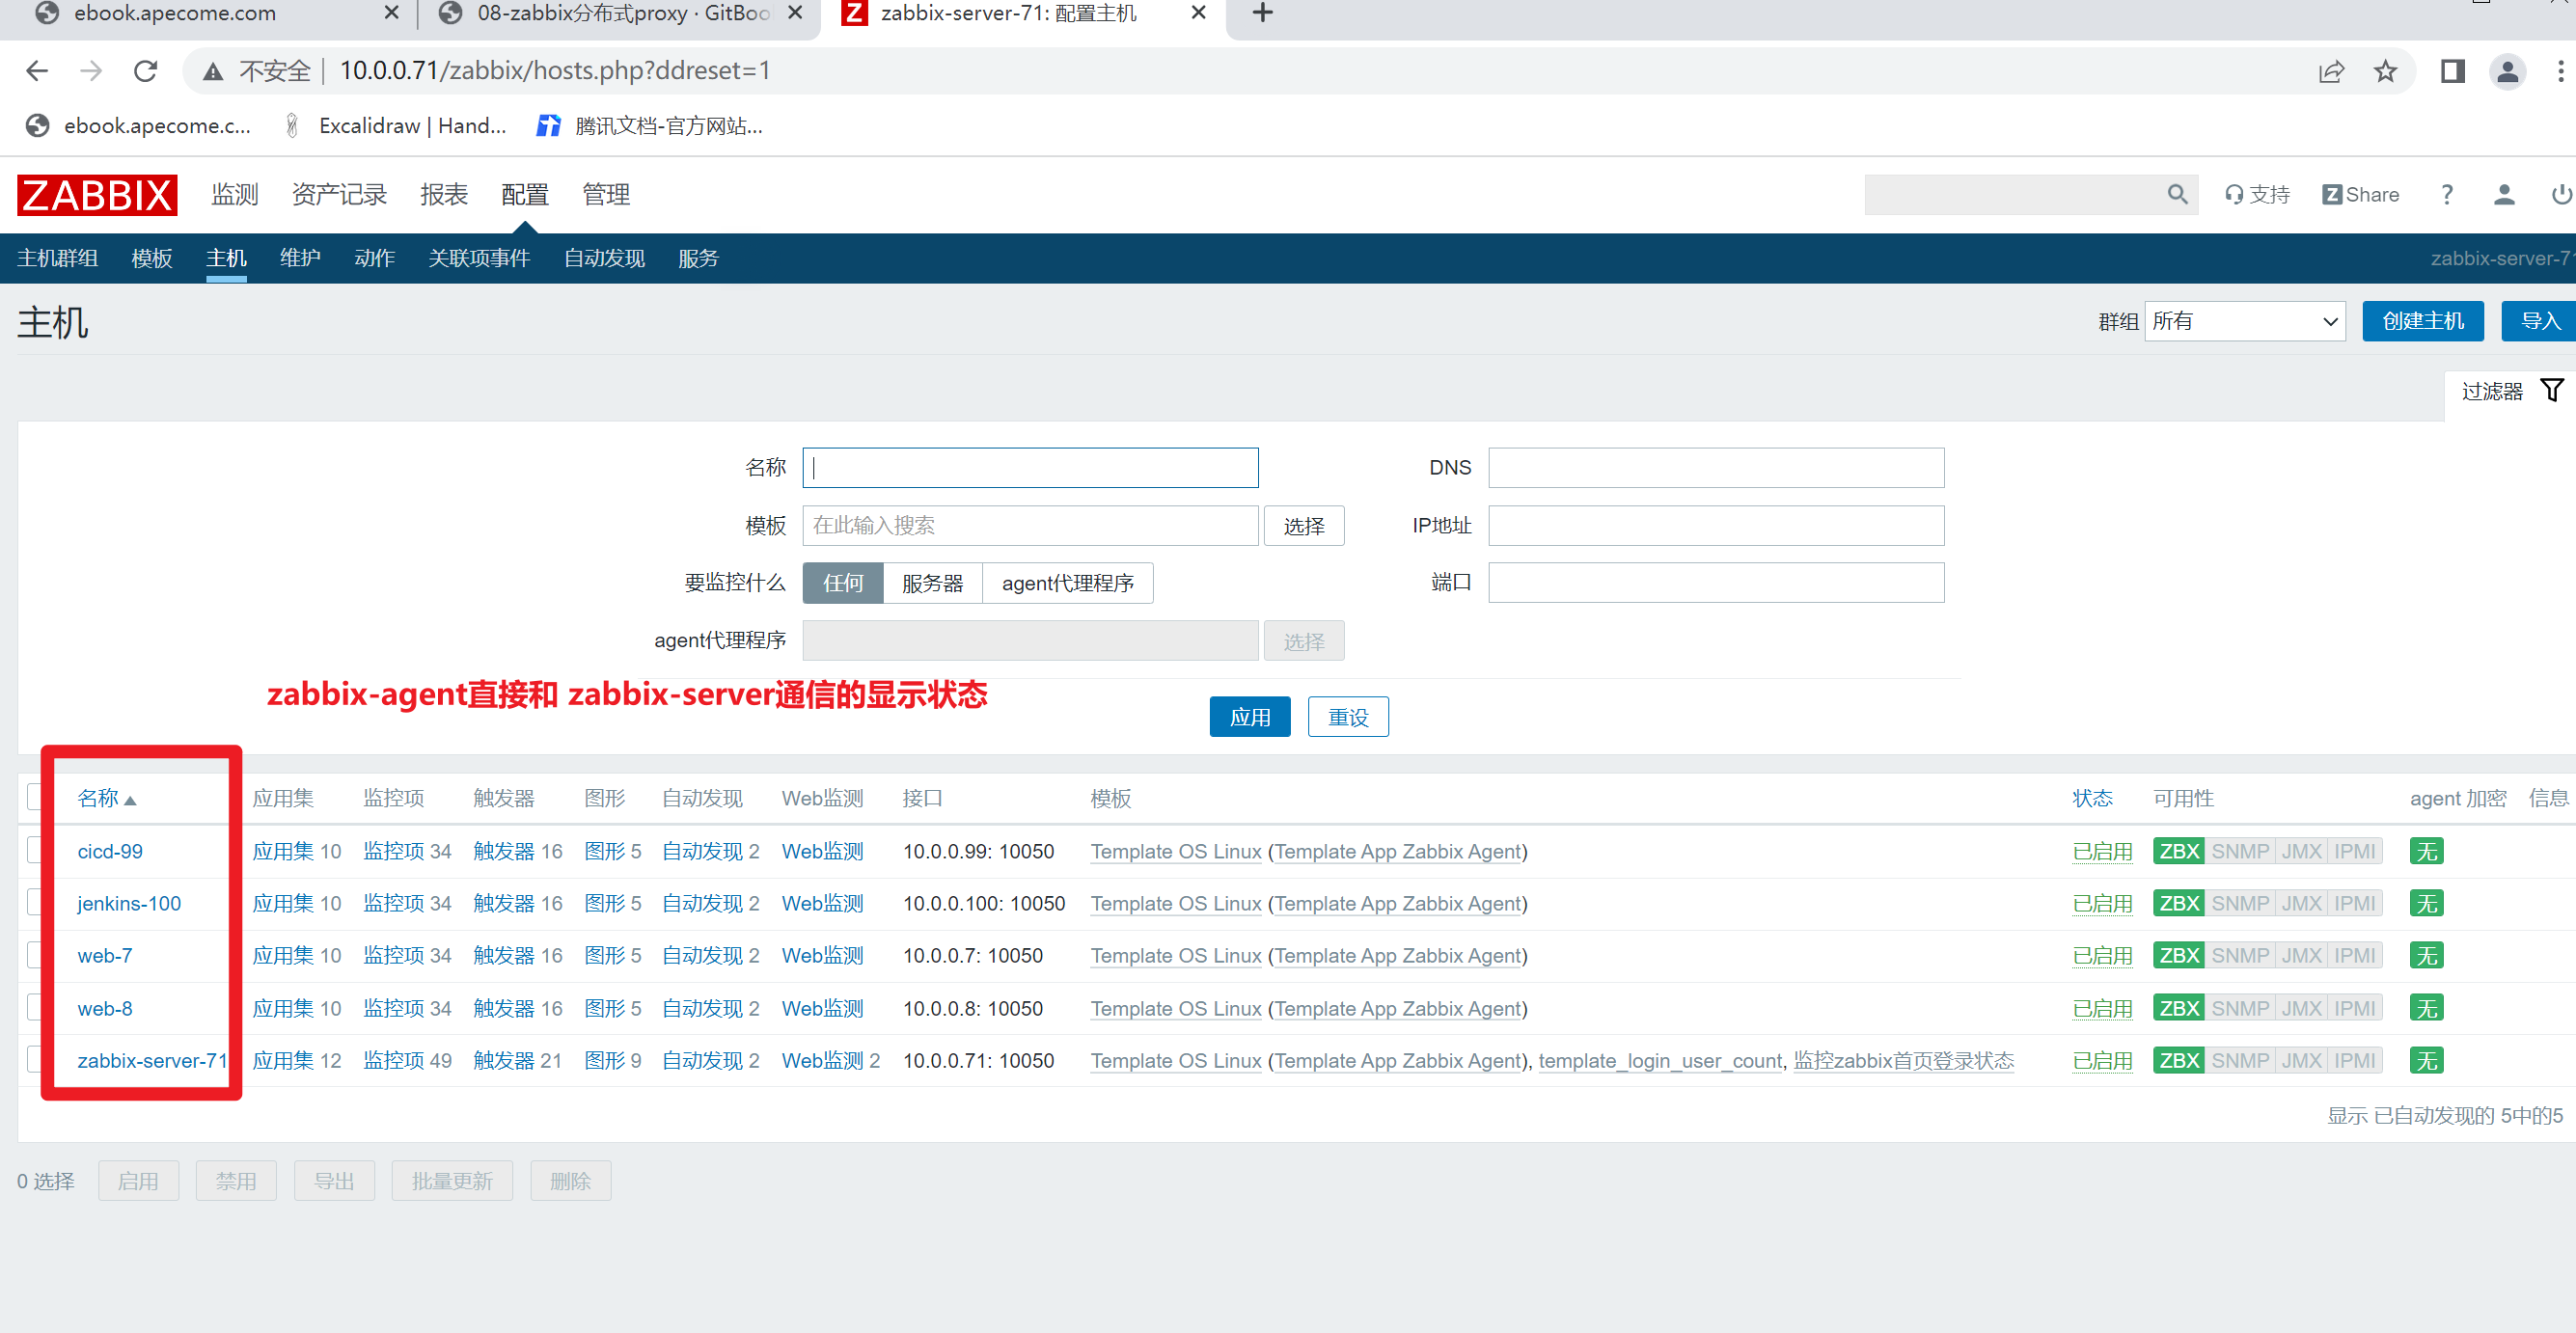 ebook.apecome.com
08-zabbix分布式proxy · GitBoo
zabbix-server-71: 配置主机
不安全 | 10.0.0.71/zabbix/hosts.php?ddreset=1
ebook.apecome.c... Excalidraw | Hand... 腾讯文档-官方网站...
ZABBIX 监测 资产记录 报表 配置 管理 支持 Z Share ?
主机群组 模板 主机 维护 动作 关联项事件 自动发现 服务 zabbix-server-71
主机 群组 所有 创建主机 导入
过滤器
名称 DNS
模板 在此输入搜索 选择 IP地址
要监控什么 任何 服务器 agent代理程序 端口
agent代理程序 选择
zabbix-agent直接和 zabbix-server通信的显示状态
应用 重设
名称 应用集 监控项 触发器 图形 自动发现 Web监测 接口 模板 状态 可用性 agent 加密 信息
cicd-99 应用集 10 监控项 34 触发器 16 图形 5 自动发现 2 Web监测 10.0.0.99: 10050 Template OS Linux (Template App Zabbix Agent) 已启用 ZBX SNMP JMX IPMI 无
jenkins-100 应用集 10 监控项 34 触发器 16 图形 5 自动发现 2 Web监测 10.0.0.100: 10050 Template OS Linux (Template App Zabbix Agent) 已启用 ZBX SNMP JMX IPMI 无
web-7 应用集 10 监控项 34 触发器 16 图形 5 自动发现 2 Web监测 10.0.0.7: 10050 Template OS Linux (Template App Zabbix Agent) 已启用 ZBX SNMP JMX IPMI 无
web-8 应用集 10 监控项 34 触发器 16 图形 5 自动发现 2 Web监测 10.0.0.8: 10050 Template OS Linux (Template App Zabbix Agent) 已启用 ZBX SNMP JMX IPMI 无
zabbix-server-71 应用集 12 监控项 49 触发器 21 图形 9 自动发现 2 Web监测 2 10.0.0.71: 10050 Template OS Linux (Template App Zabbix Agent), template_login_user_count, 监控zabbix首页登录状态 已启用 ZBX SNMP JMX IPMI 无
显示 已自动发现的 5中的5
0 选择 启用 禁用 导出 批量更新 删除